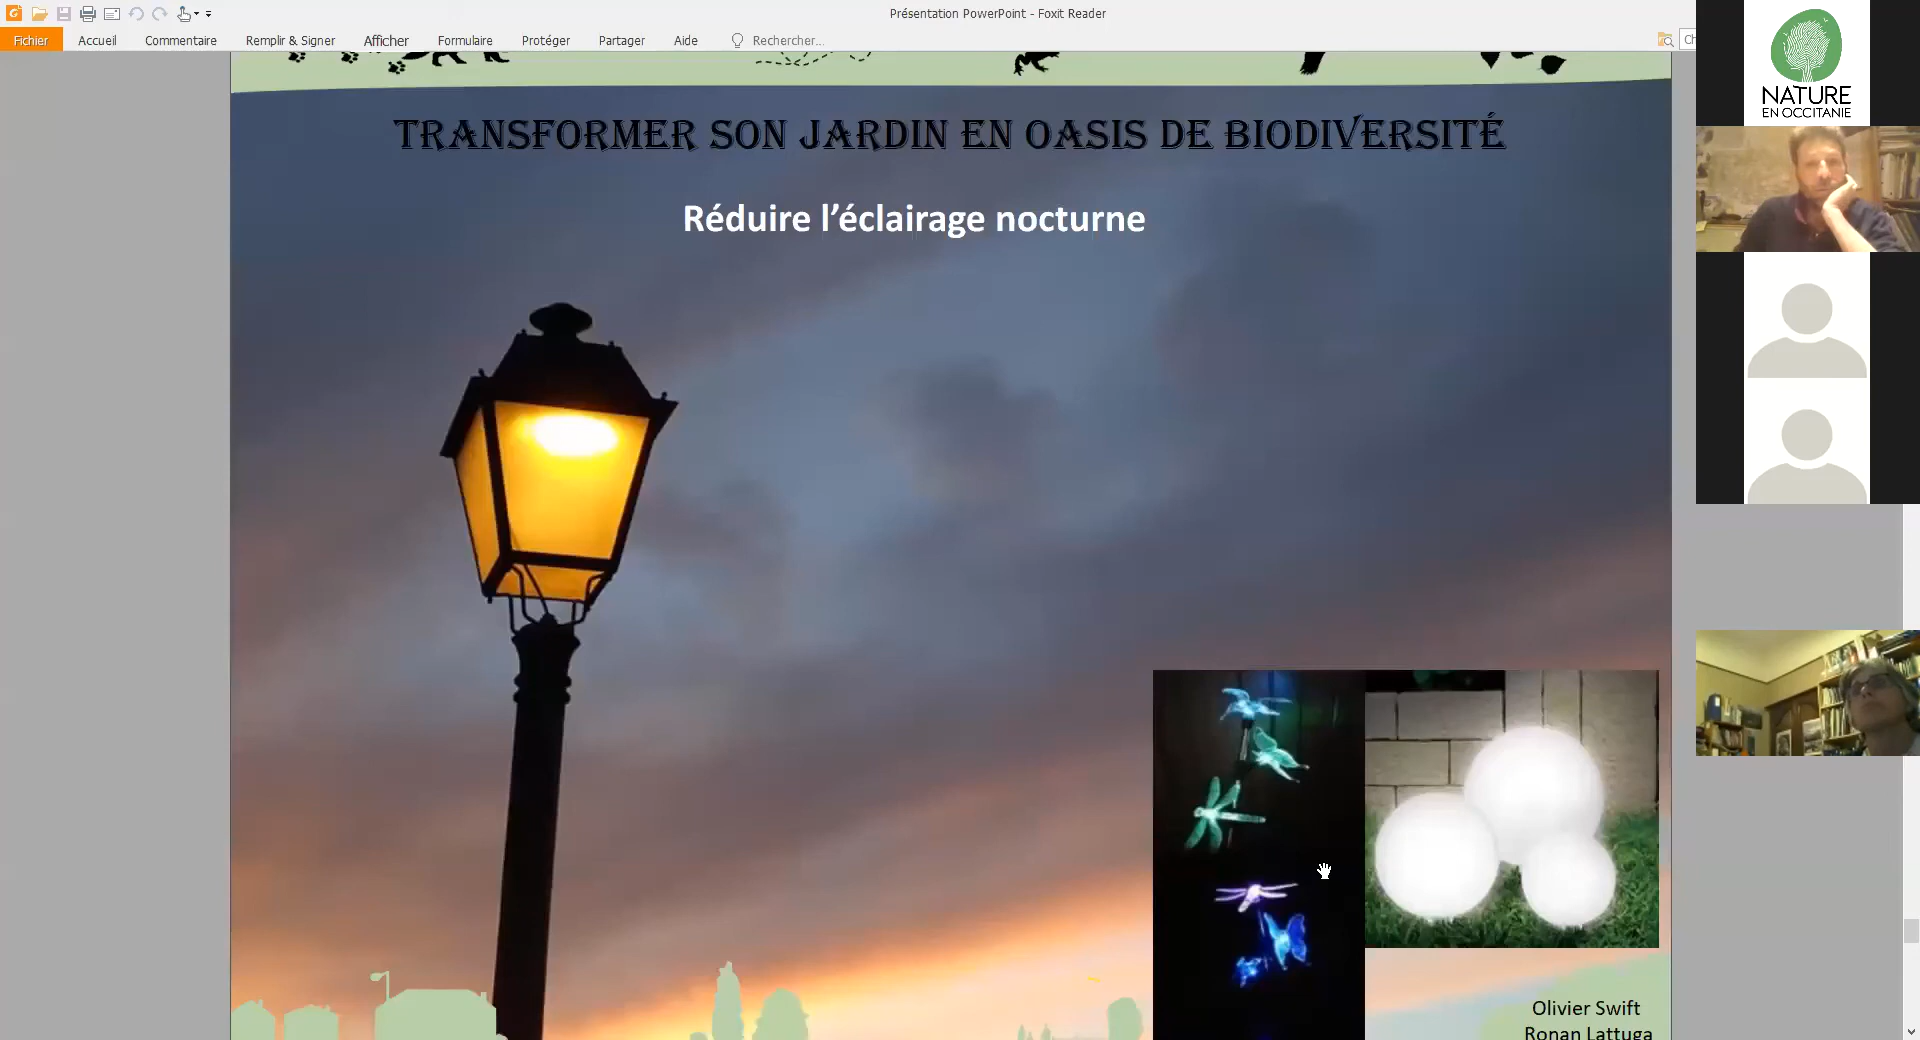 Présentation PowerPoint - Foxit Reader
Fichier Accueil Commentaire Remplir & Signer Afficher Formulaire Protéger Partager Aide Rechercher...
NATURE
EN OCCITANIE
TRANSFORMER SON JARDIN EN OASIS DE BIODIVERSITÉ
Réduire l’éclairage nocturne
Olivier Swift
Ronan Lattuga